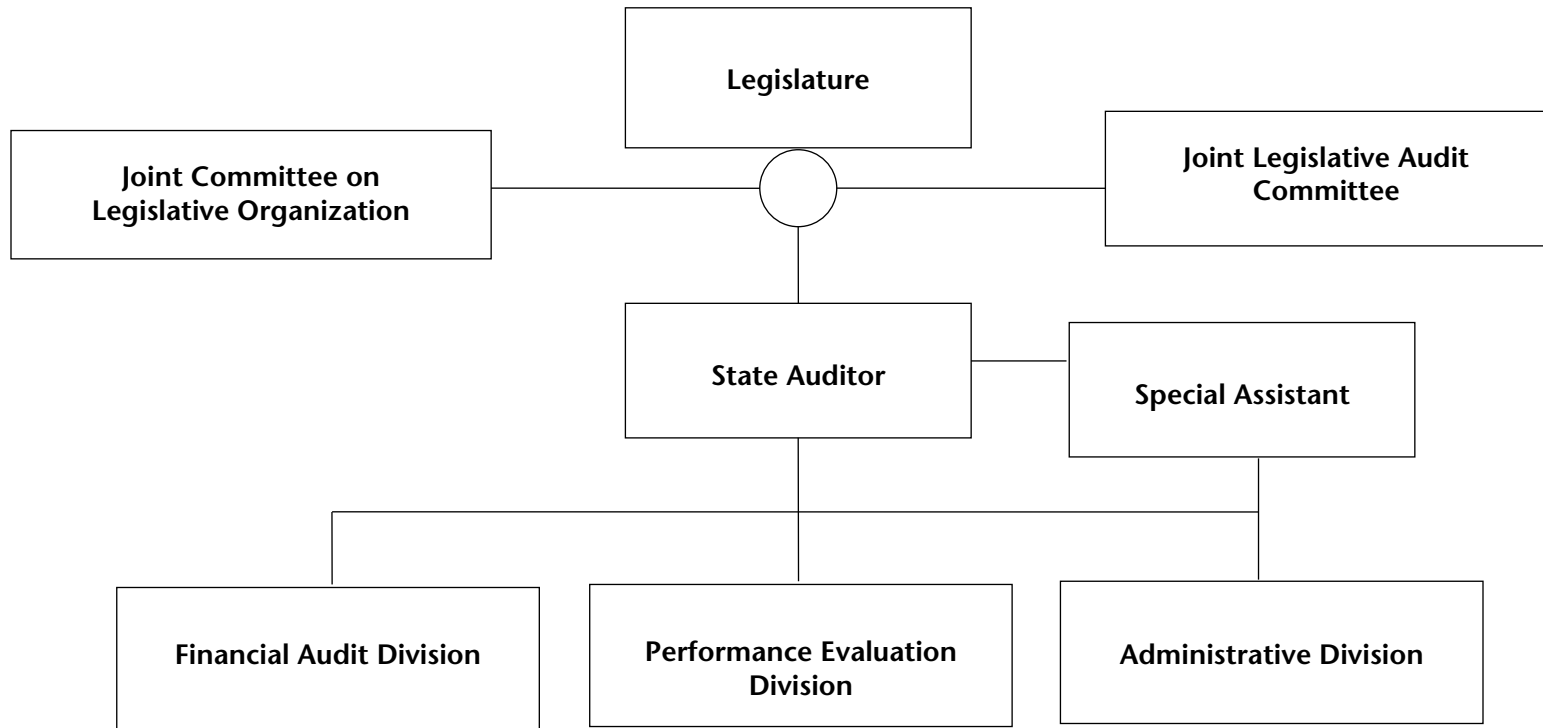 Legislature
Joint Committee on
Legislative Organization
Joint Legislative Audit
Committee
State Auditor
Special Assistant
Financial Audit Division
Performance Evaluation
Division
Administrative Division